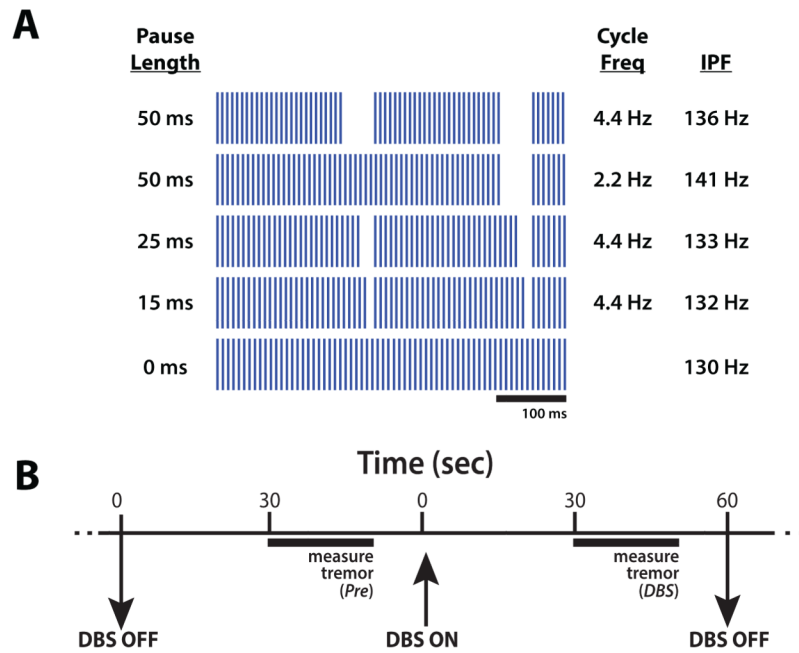 A
Pause Length
Cycle Freq
IPF
50 ms 4.4 Hz 136 Hz
50 ms 2.2 Hz 141 Hz
25 ms 4.4 Hz 133 Hz
15 ms 4.4 Hz 132 Hz
0 ms 130 Hz
100 ms
B
Time (sec)
0 30 0 30 60
measure
tremor
(Pre)
measure
tremor
(DBS)
DBS OFF DBS ON DBS OFF